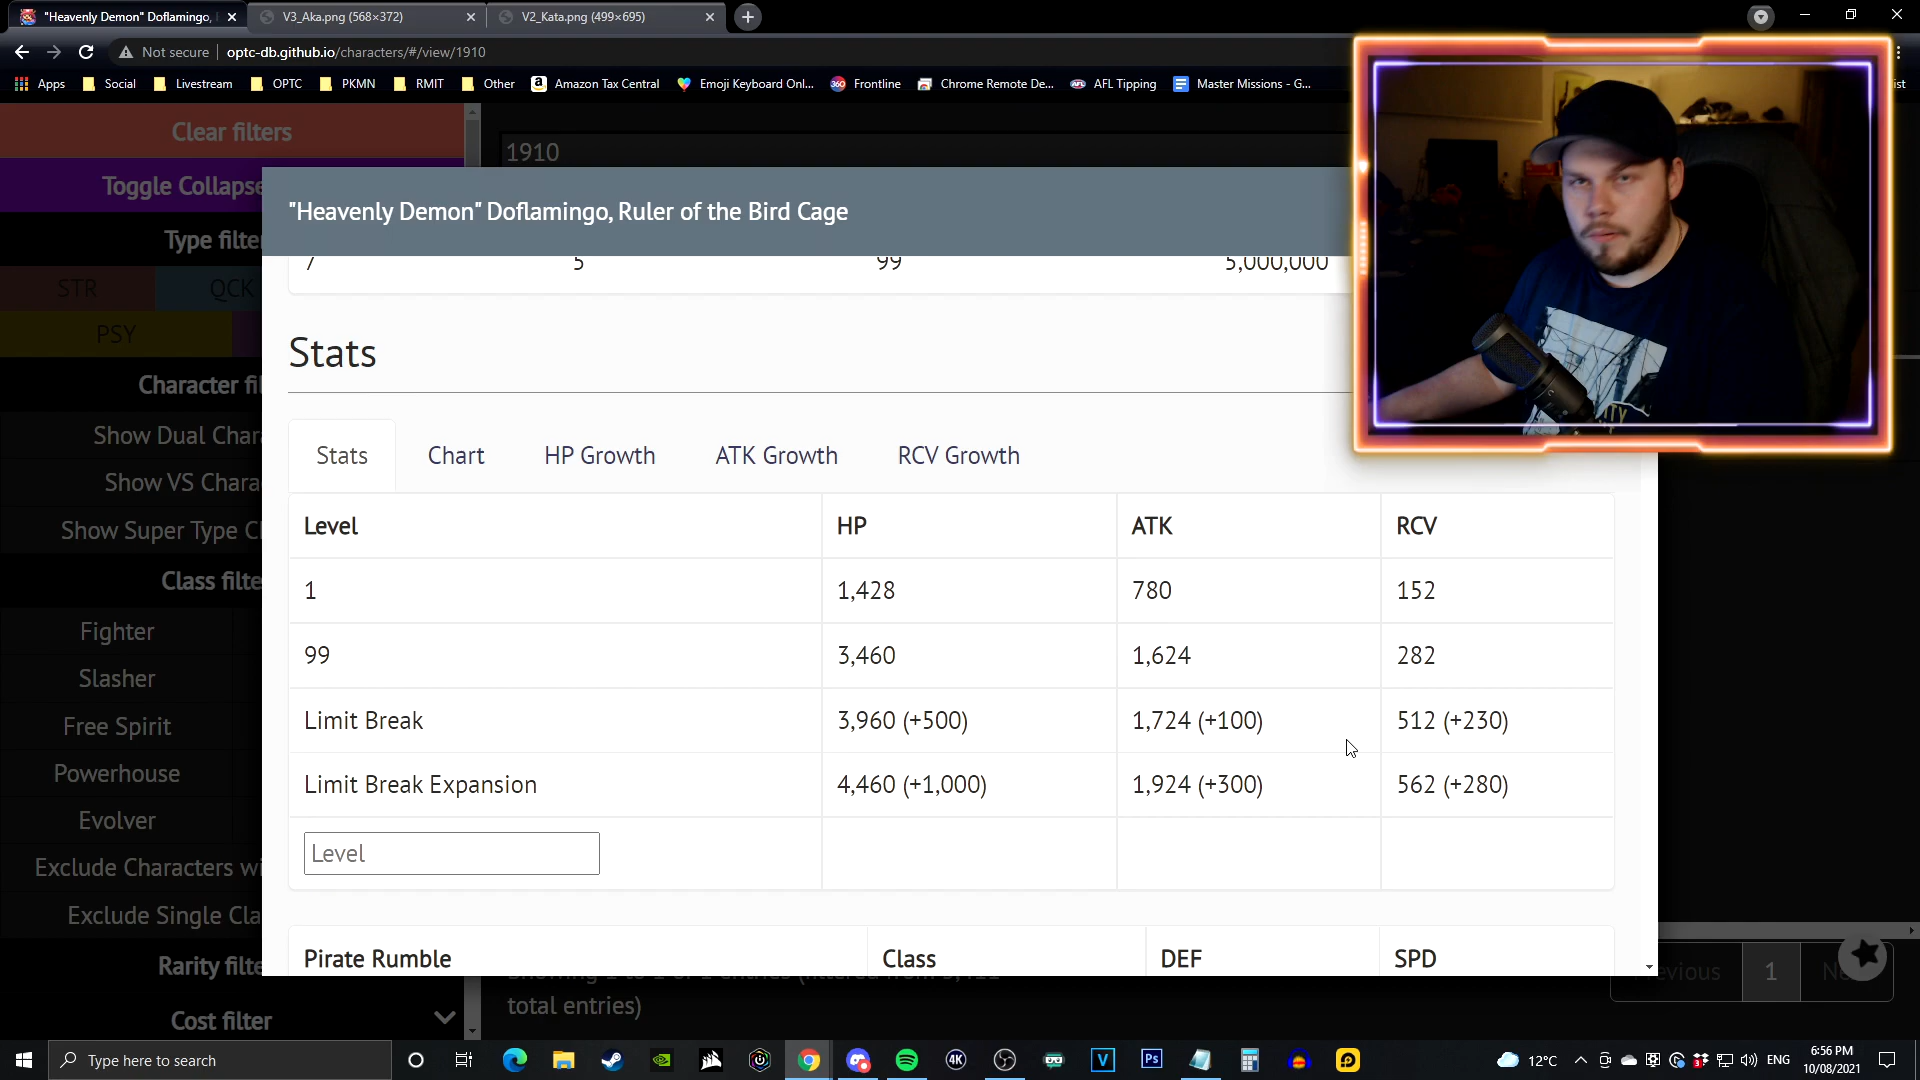 "Heavenly Demon" Doflamingo,
V3_Aka.png (568×372)
V2_Kata.png (499×695)
Not secure
optc-db.github.io/characters/#/view/1910
Apps
Social
Livestream
OPTC
PKMN
RMIT
Other
Amazon Tax Central
Emoji Keyboard Onl...
Frontline
Chrome Remote De...
AFL Tipping
Master Missions - G...
ist
Clear filters
1910
Toggle Collapse
"Heavenly Demon" Doflamingo, Ruler of the Bird Cage
Type filte
7 5 99 5,000,000
STR
QCK
PSY
Stats
Character fil
Show Dual Char
Stats
Chart
HP Growth
ATK Growth
RCV Growth
Show VS Chara
Show Super Type C
Level HP ATK RCV
Class filte
1 1,428 780 152
Fighter
99 3,460 1,624 282
Slasher
Free Spirit
Limit Break 3,960 (+500) 1,724 (+100) 512 (+230)
Powerhouse
Limit Break Expansion 4,460 (+1,000) 1,924 (+300) 562 (+280)
Evolver
Level
Exclude Characters wi
Exclude Single Cla
Pirate Rumble Class DEF SPD
Rarity filte
evious
1
Ne
total entries)
Cost filter
Type here to search
360
4K
V
Ps
12°C
ENG
6:56 PM
10/08/2021